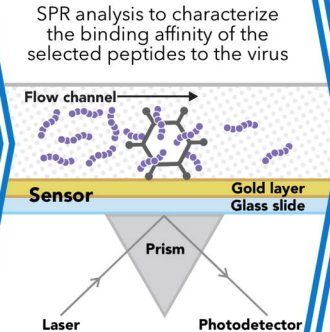 SPR analysis to characterize
the binding affinity of the
selected peptides to the virus
Flow channel
Sensor
Gold layer
Glass slide
Prism
Laser
Photodetector